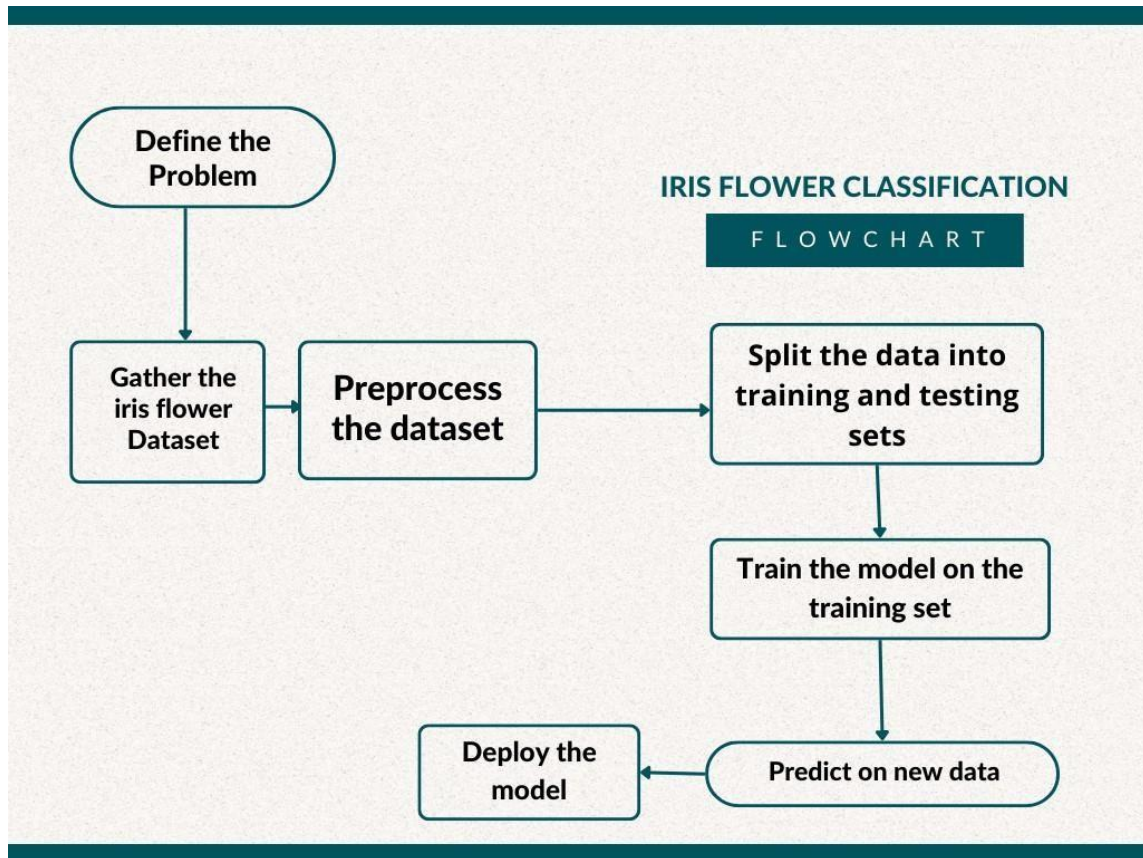 Define the
Problem
IRIS FLOWER CLASSIFICATION
FLOWCHART
Gather the
iris flower
Dataset
Preprocess
the dataset
Split the data into
training and testing
sets
Train the model on the
training set
Predict on new data
Deploy the
model